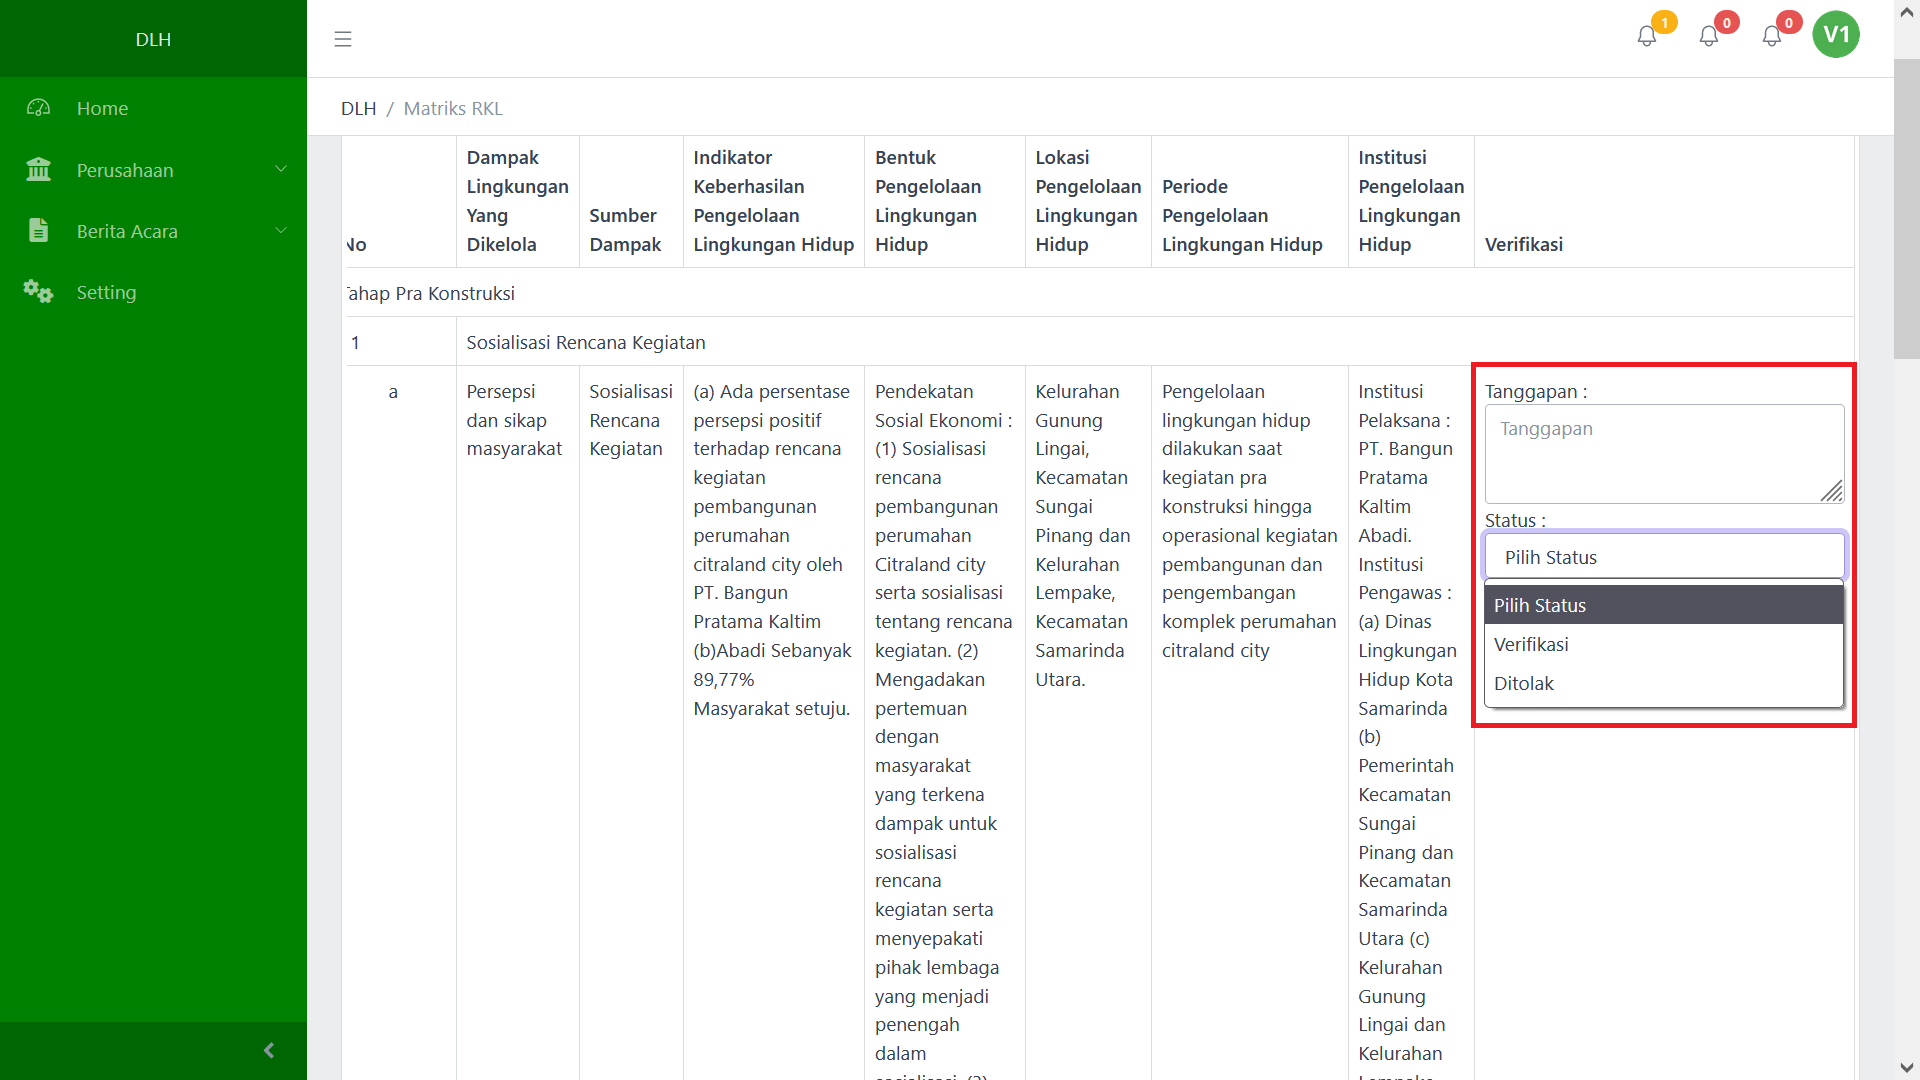 DLH
Home
Perusahaan
Berita Acara
Setting
1
0
0
V1
DLH / Matriks RKL
No
Dampak
Lingkungan
Yang
Dikelola
Sumber
Dampak
Indikator
Keberhasilan
Pengelolaan
Lingkungan Hidup
Bentuk
Pengelolaan
Lingkungan
Hidup
Lokasi
Pengelolaan
Lingkungan
Hidup
Periode
Pengelolaan
Lingkungan Hidup
Institusi
Pengelolaan
Lingkungan
Hidup
Verifikasi
Tahap Pra Konstruksi
1
Sosialisasi Rencana Kegiatan
a
Persepsi
dan sikap
masyarakat
Sosialisasi
Rencana
Kegiatan
(a) Ada persentase
persepsi positif
terhadap rencana
kegiatan
pembangunan
perumahan
citraland city oleh
PT. Bangun
Pratama Kaltim
(b)Abadi Sebanyak
89,77%
Masyarakat setuju.
Pendekatan
Sosial Ekonomi :
(1) Sosialisasi
rencana
pembangunan
perumahan
Citraland city
serta sosialisasi
tentang rencana
kegiatan. (2)
Mengadakan
pertemuan
dengan
masyarakat
yang terkena
dampak untuk
sosialisasi
rencana
kegiatan serta
menyepakati
pihak lembaga
yang menjadi
penengah
dalam
Kelurahan
Gunung
Lingai,
Kecamatan
Sungai
Pinang dan
Kelurahan
Lempake,
Kecamatan
Samarinda
Utara.
Pengelolaan
lingkungan hidup
dilakukan saat
kegiatan pra
konstruksi hingga
operasional kegiatan
pembangunan dan
pengembangan
komplek perumahan
citraland city
Institusi
Pelaksana :
PT. Bangun
Pratama
Kaltim
Abadi.
Institusi
Pengawas :
(a) Dinas
Lingkungan
Hidup Kota
Samarinda
(b)
Pemerintah
Kecamatan
Sungai
Pinang dan
Kecamatan
Samarinda
Utara (c)
Kelurahan
Gunung
Lingai dan
Kelurahan
Tanggapan :
Tanggapan
Status :
Pilih Status
Pilih Status
Verifikasi
Ditolak